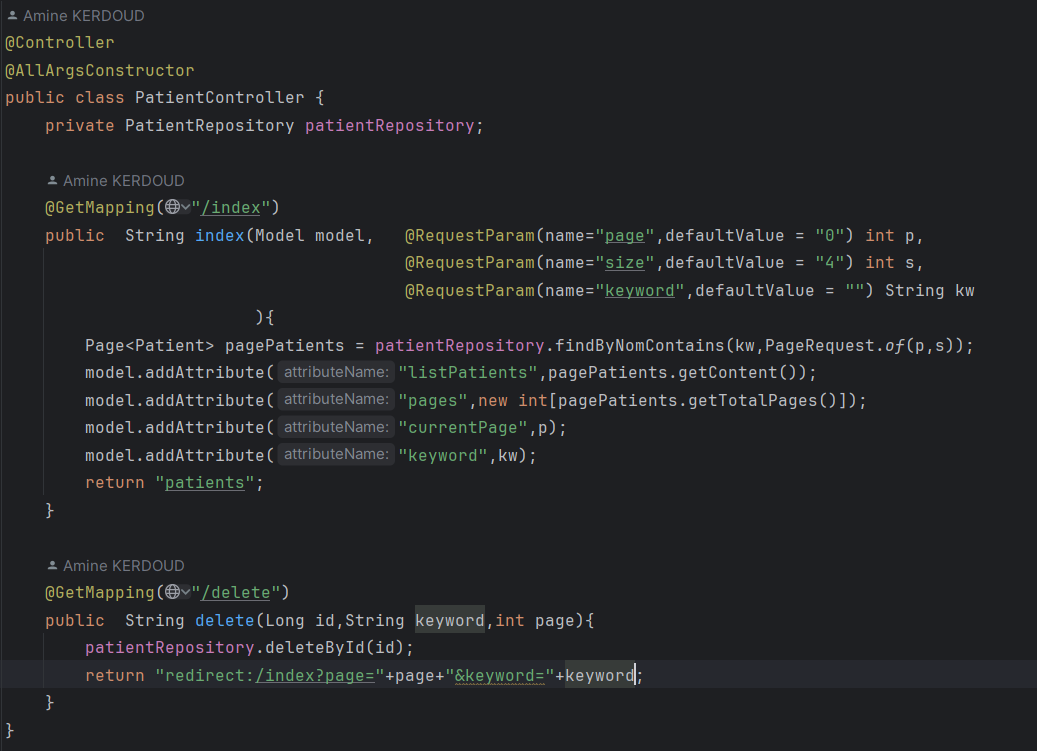 Amine KERDOUD
@Controller
@AllArgsConstructor
public class PatientController {
    private PatientRepository patientRepository;
    Amine KERDOUD
    @GetMapping("/index")
    public  String index(Model model,   @RequestParam(name="page",defaultValue = "0") int p,
                                        @RequestParam(name="size",defaultValue = "4") int s,
                                        @RequestParam(name="keyword",defaultValue = "") String kw
                         ){
        Page<Patient> pagePatients = patientRepository.findByNomContains(kw,PageRequest.of(p,s));
        model.addAttribute( attributeName: "listPatients",pagePatients.getContent());
        model.addAttribute( attributeName: "pages",new int[pagePatients.getTotalPages()]);
        model.addAttribute( attributeName: "currentPage",p);
        model.addAttribute( attributeName: "keyword",kw);
        return "patients";
    }
    Amine KERDOUD
    @GetMapping("/delete")
    public  String delete(Long id,String keyword,int page){
        patientRepository.deleteById(id);
        return "redirect:/index?page="+page+"&keyword="+keyword;
    }
}